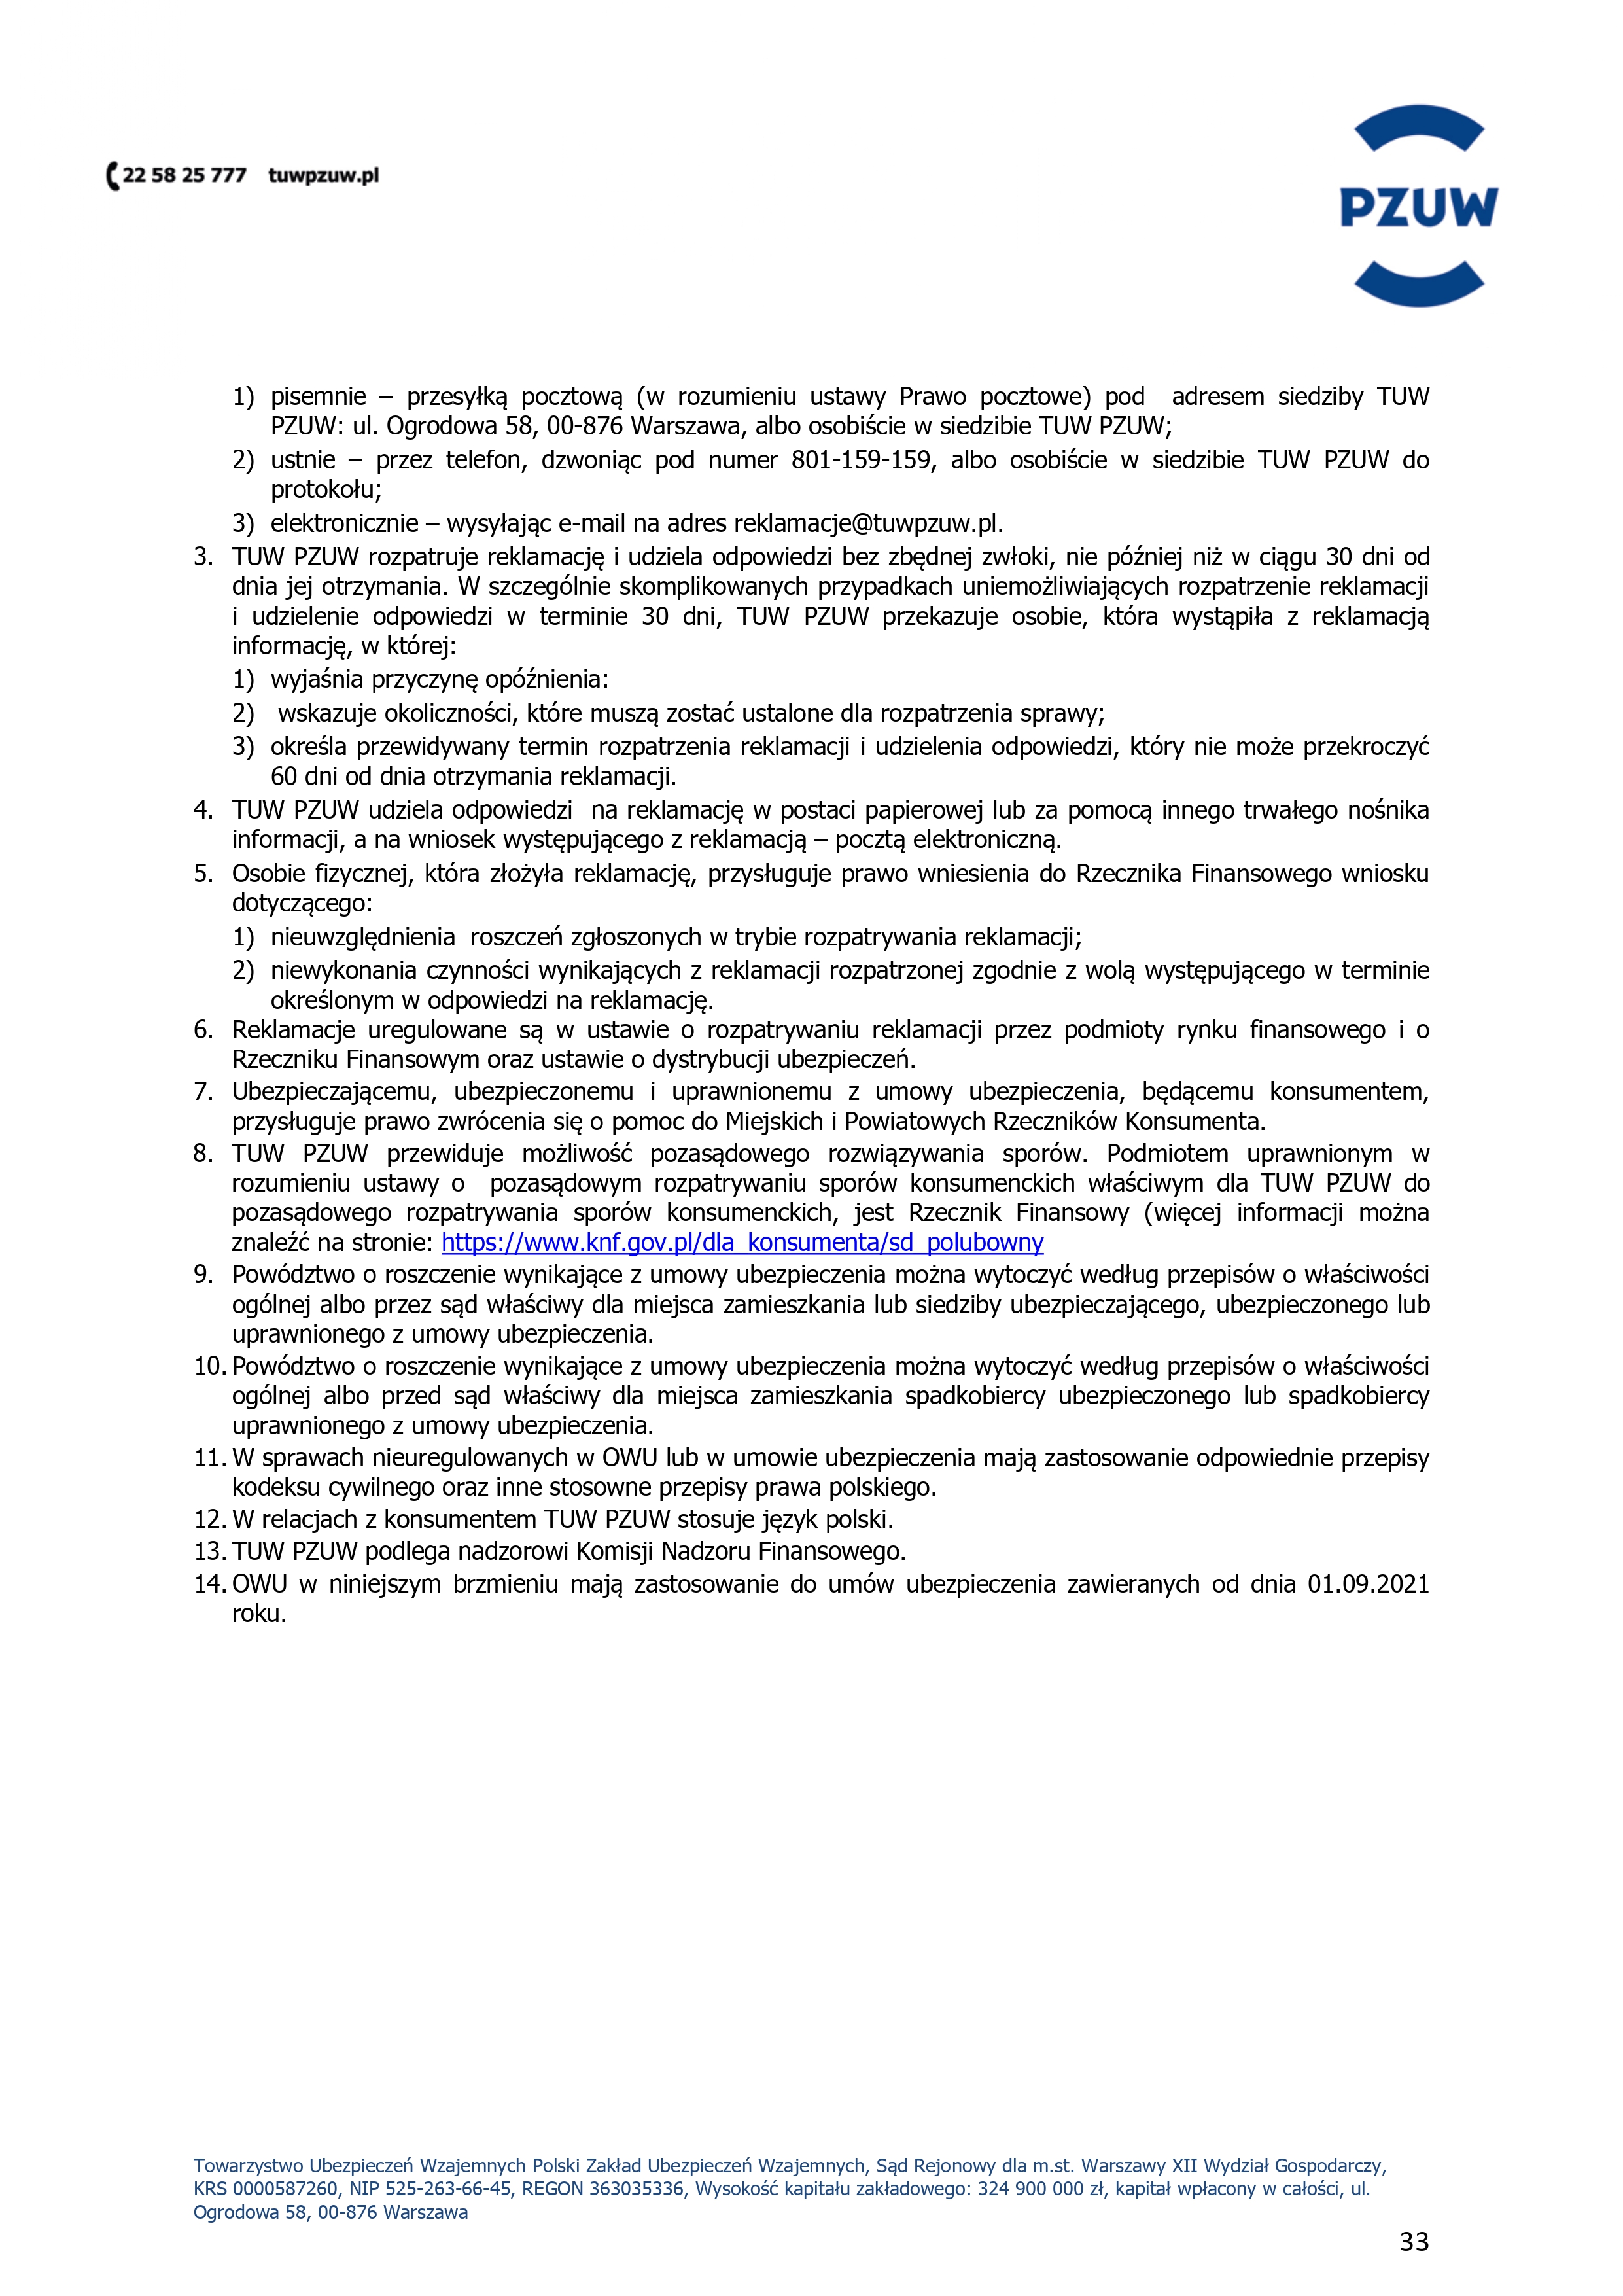 22 58 25 777 tuwpzuw.pl
PZUW
1) pisemnie – przesyłką pocztową (w rozumieniu ustawy Prawo pocztowe) pod adresem siedziby TUW
PZUW: ul. Ogrodowa 58, 00-876 Warszawa, albo osobiście w siedzibie TUW PZUW;
2) ustnie – przez telefon, dzwoniąc pod numer 801-159-159, albo osobiście w siedzibie TUW PZUW do
protokołu;
3) elektronicznie – wysyłając e-mail na adres reklamacje@tuwpzuw.pl.
3. TUW PZUW rozpatruje reklamację i udziela odpowiedzi bez zbędnej zwłoki, nie później niż w ciągu 30 dni od
dnia jej otrzymania. W szczególnie skomplikowanych przypadkach uniemożliwiających rozpatrzenie reklamacji
i udzielenie odpowiedzi w terminie 30 dni, TUW PZUW przekazuje osobie, która wystąpiła z reklamacją
informację, w której:
1) wyjaśnia przyczynę opóźnienia:
2) wskazuje okoliczności, które muszą zostać ustalone dla rozpatrzenia sprawy;
3) określa przewidywany termin rozpatrzenia reklamacji i udzielenia odpowiedzi, który nie może przekroczyć
60 dni od dnia otrzymania reklamacji.
4. TUW PZUW udziela odpowiedzi na reklamację w postaci papierowej lub za pomocą innego trwałego nośnika
informacji, a na wniosek występującego z reklamacją – pocztą elektroniczną.
5. Osobie fizycznej, która złożyła reklamację, przysługuje prawo wniesienia do Rzecznika Finansowego wniosku
dotyczącego:
1) nieuwzględnienia roszczeń zgłoszonych w trybie rozpatrywania reklamacji;
2) niewykonania czynności wynikających z reklamacji rozpatrzonej zgodnie z wolą występującego w terminie
określonym w odpowiedzi na reklamację.
6. Reklamacje uregulowane są w ustawie o rozpatrywaniu reklamacji przez podmioty rynku finansowego i o
Rzeczniku Finansowym oraz ustawie o dystrybucji ubezpieczeń.
7. Ubezpieczającemu, ubezpieczonemu i uprawnionemu z umowy ubezpieczenia, będącemu konsumentem,
przysługuje prawo zwrócenia się o pomoc do Miejskich i Powiatowych Rzeczników Konsumenta.
8. TUW PZUW przewiduje możliwość pozasądowego rozwiązywania sporów. Podmiotem uprawnionym w
rozumieniu ustawy o pozasądowym rozpatrywaniu sporów konsumenckich właściwym dla TUW PZUW do
pozasądowego rozpatrywania sporów konsumenckich, jest Rzecznik Finansowy (więcej informacji można
znaleźć na stronie: https://www.knf.gov.pl/dla_konsumenta/sd_polubowny
9. Powództwo o roszczenie wynikające z umowy ubezpieczenia można wytoczyć według przepisów o właściwości
ogólnej albo przez sąd właściwy dla miejsca zamieszkania lub siedziby ubezpieczającego, ubezpieczonego lub
uprawnionego z umowy ubezpieczenia.
10. Powództwo o roszczenie wynikające z umowy ubezpieczenia można wytoczyć według przepisów o właściwości
ogólnej albo przed sąd właściwy dla miejsca zamieszkania spadkobiercy ubezpieczonego lub spadkobiercy
uprawnionego z umowy ubezpieczenia.
11. W sprawach nieuregulowanych w OWU lub w umowie ubezpieczenia mają zastosowanie odpowiednie przepisy
kodeksu cywilnego oraz inne stosowne przepisy prawa polskiego.
12. W relacjach z konsumentem TUW PZUW stosuje język polski.
13. TUW PZUW podlega nadzorowi Komisji Nadzoru Finansowego.
14. OWU w niniejszym brzmieniu mają zastosowanie do umów ubezpieczenia zawieranych od dnia 01.09.2021
roku.
Towarzystwo Ubezpieczeń Wzajemnych Polski Zakład Ubezpieczeń Wzajemnych, Sąd Rejonowy dla m.st. Warszawy XII Wydział Gospodarczy,
KRS 0000587260, NIP 525-263-66-45, REGON 363035336, Wysokość kapitału zakładowego: 324 900 000 zł, kapitał wpłacony w całości, ul.
Ogrodowa 58, 00-876 Warszawa
33